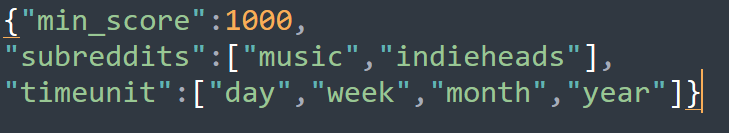 {"min_score":1000,
"subreddits":["music","indieheads"],
"timeunit":["day","week","month","year"]}